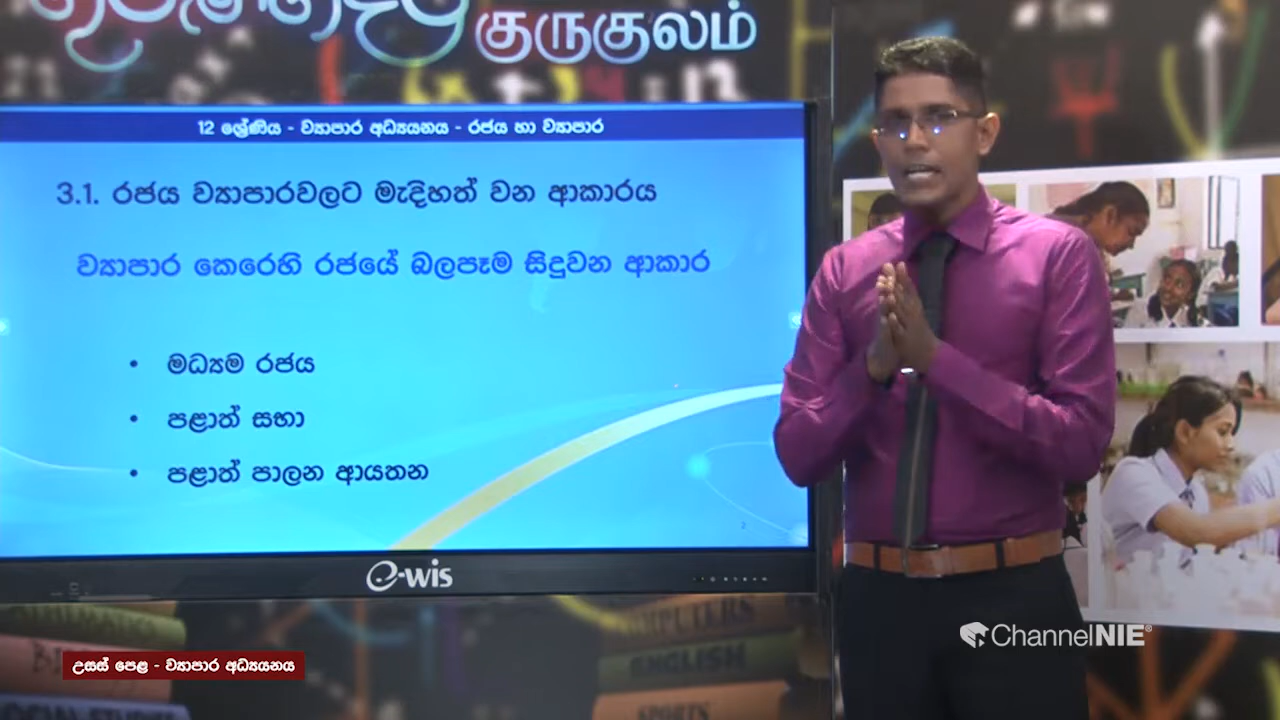 குருகுலம்
12 ශ්‍රේණිය - ව්‍යාපාර අධ්‍යයනය - රජය හා ව්‍යාපාර
3.1. රජය ව්‍යාපාරවලට මැදිහත් වන ආකාරය
ව්‍යාපාර කෙරෙහි රජයේ බලපෑම සිදුවන ආකාර
• මධ්‍යම රජය
• පළාත් සභා
• පළාත් පාලන ආයතන
2
e-wis
COMPUTERS
ENGLISH
SPORTS
ChannelNIE®
උසස් පෙළ - ව්‍යාපාර අධ්‍යයනය